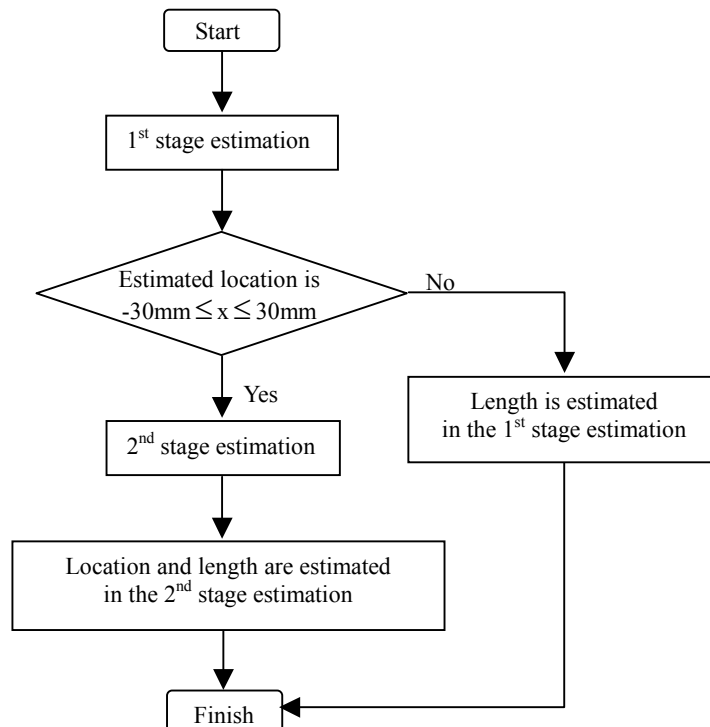 Start
1st stage estimation
Estimated location is
-30mm ≤ x ≤ 30mm
No
Yes
Length is estimated
in the 1st stage estimation
2nd stage estimation
Location and length are estimated
in the 2nd stage estimation
Finish